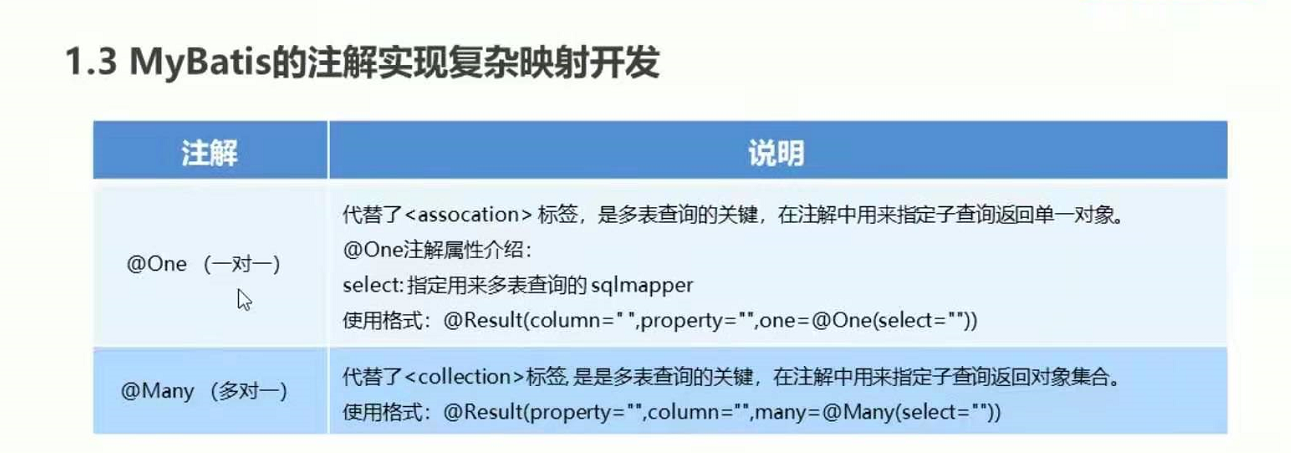 1.3 MyBatis的注解实现复杂映射开发
注解
说明
@One （一对一）
代替了<assocation> 标签，是多表查询的关键，在注解中用来指定子查询返回单一对象。
@One注解属性介绍：
select: 指定用来多表查询的 sqlmapper
使用格式：@Result(column=" ",property="",one=@One(select=""))
@Many （多对一）
代替了<collection>标签, 是是多表查询的关键，在注解中用来指定子查询返回对象集合。
使用格式：@Result(property="",column="",many=@Many(select=""))